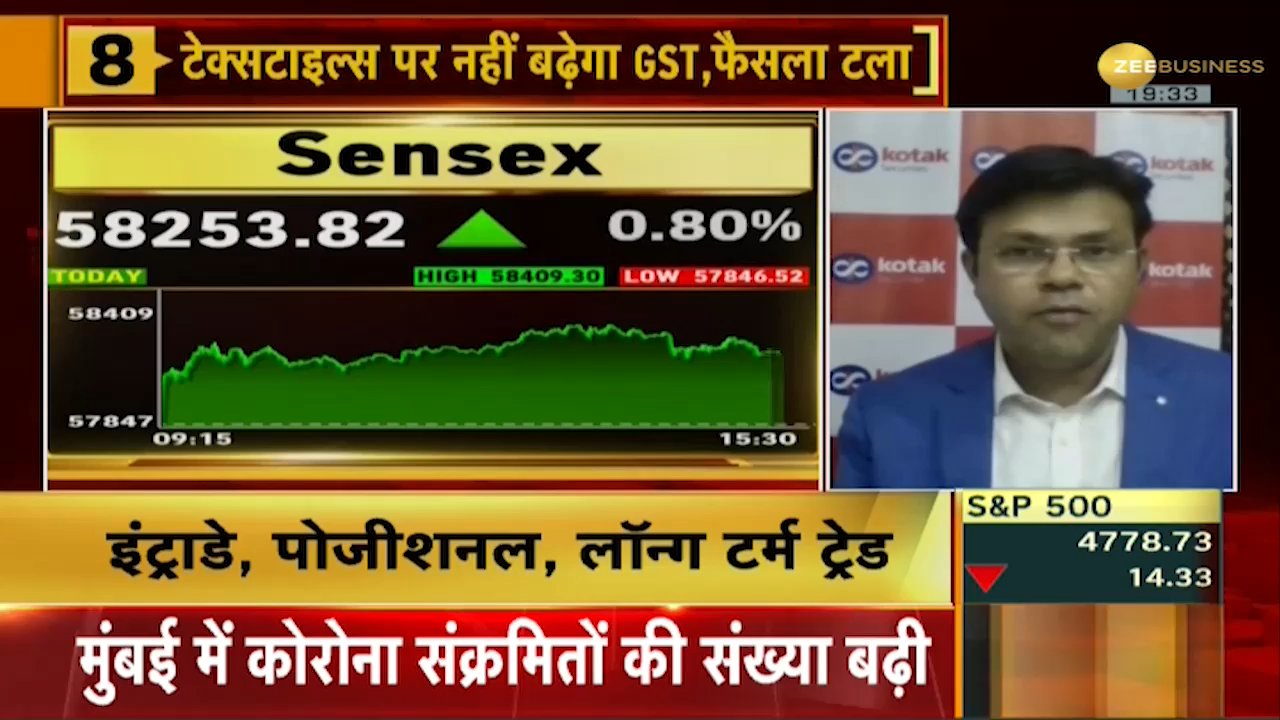 8
टेक्सटाइल्स पर नहीं बढ़ेगा GST,फैसला टला
ZEEBUSINESS
19:33
Sensex
58253.82
0.80%
TODAY
HIGH 58409.30
LOW 57846.52
58409
57847
09:15
15:30
kotak
kotak
kotak
kotak
इंट्राडे, पोजीशनल, लॉन्ग टर्म ट्रेड
S&P 500
4778.73
14.33
मुंबई में कोरोना संक्रमितों की संख्या बढ़ी